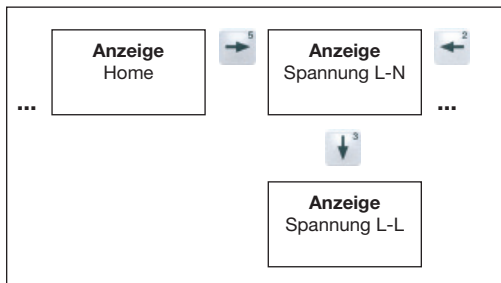 Anzeige
Home
5
Anzeige
Spannung L-N
2
...
...
3
Anzeige
Spannung L-L